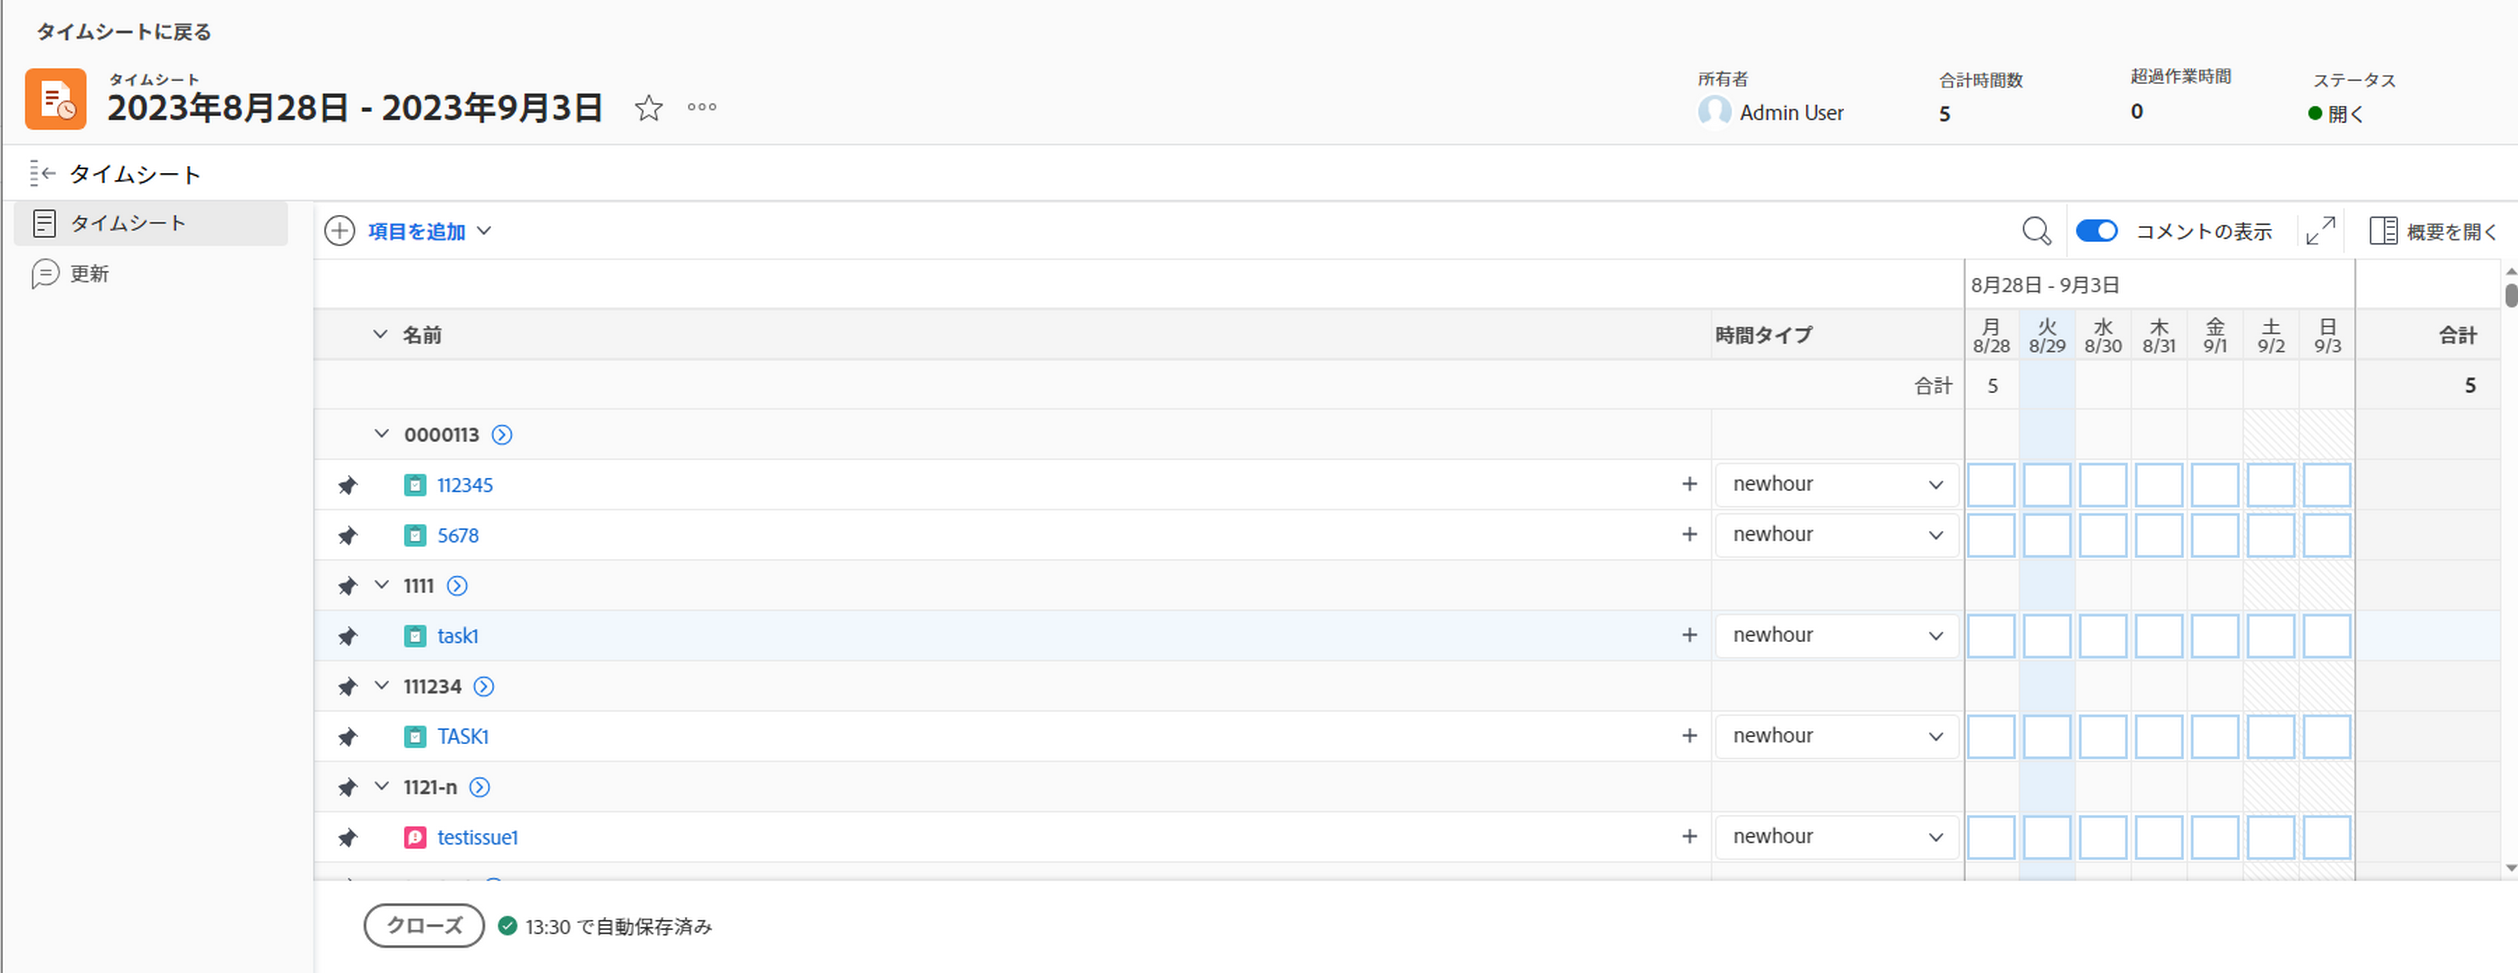 タイムシートに戻る
タイムシート
2023年8月28日 - 2023年9月3日
所有者
Admin User
合計時間数
5
超過作業時間
0
ステータス
開く
タイムシート
タイムシート
更新
項目を追加
コメントの表示
概要を開く
8月28日 - 9月3日
名前
時間タイプ
月 火 水 木 金 土 日
8/28 8/29 8/30 8/31 9/1 9/2 9/3
合計
合計 5 5
0000113
112345 + newhour
5678 + newhour
1111
task1 + newhour
111234
TASK1 + newhour
1121-n
testissue1 + newhour
クローズ
13:30 で自動保存済み